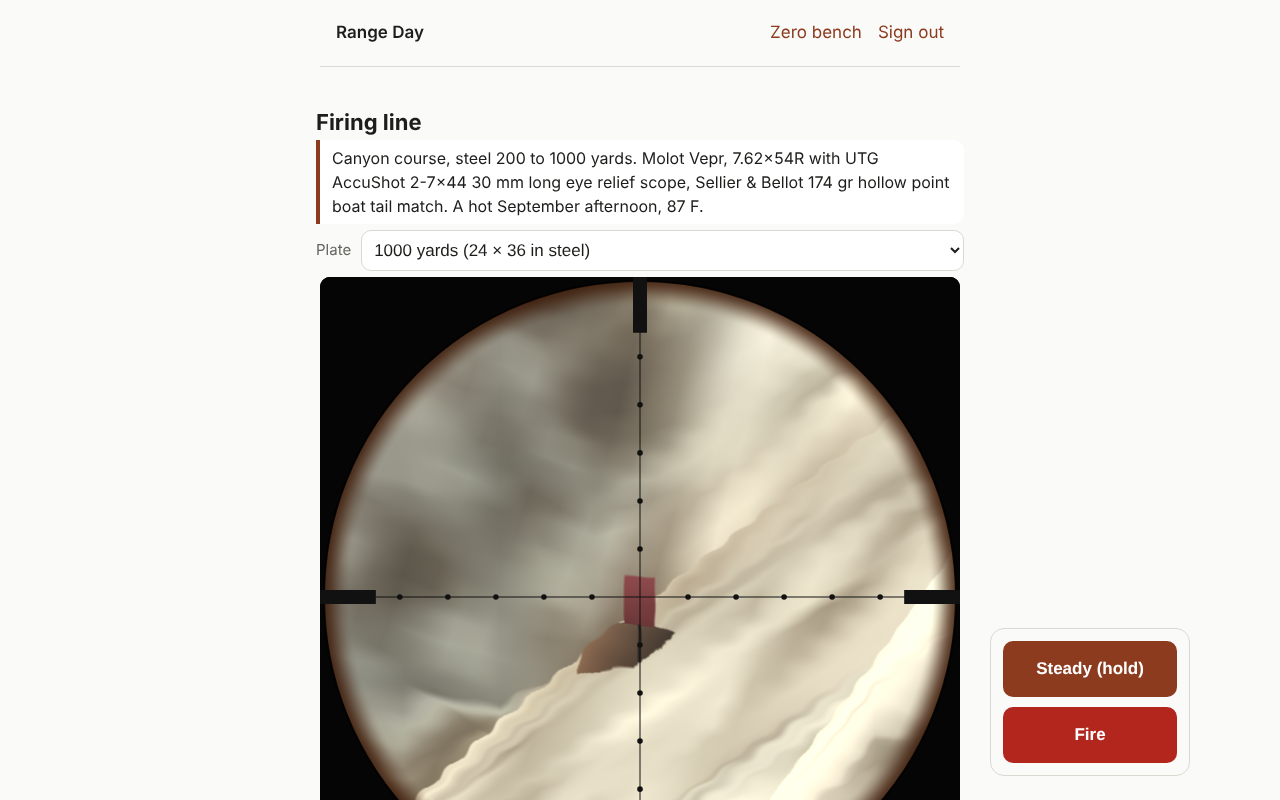 Range Day
Zero bench
Sign out
Firing line
Canyon course, steel 200 to 1000 yards. Molot Vepr, 7.62×54R with UTG
AccuShot 2-7×44 30 mm long eye relief scope, Sellier & Bellot 174 gr hollow point
boat tail match. A hot September afternoon, 87 F.
Plate
1000 yards (24 × 36 in steel)
Steady (hold)
Fire